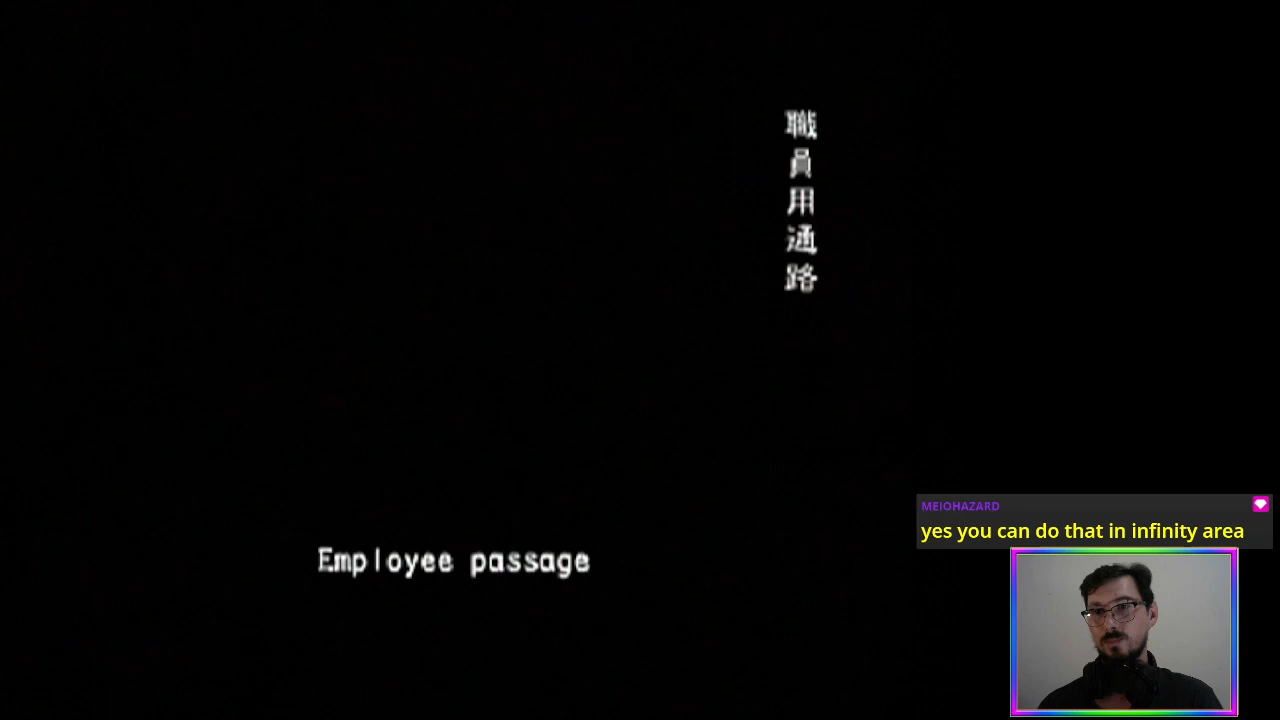 職員用通路
Employee passage
MEIOHAZARD
yes you can do that in infinity area